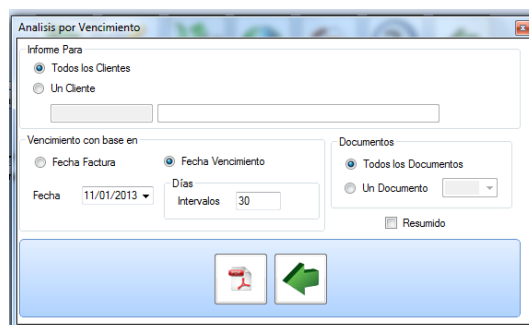 Analisis por Vencimiento
Informe Para
Todos los Clientes
Un Cliente
Vencimiento con base en
Fecha Factura
Fecha Vencimiento
Fecha
11/01/2013
Días
Intervalos
30
Documentos
Todos los Documentos
Un Documento
Resumido